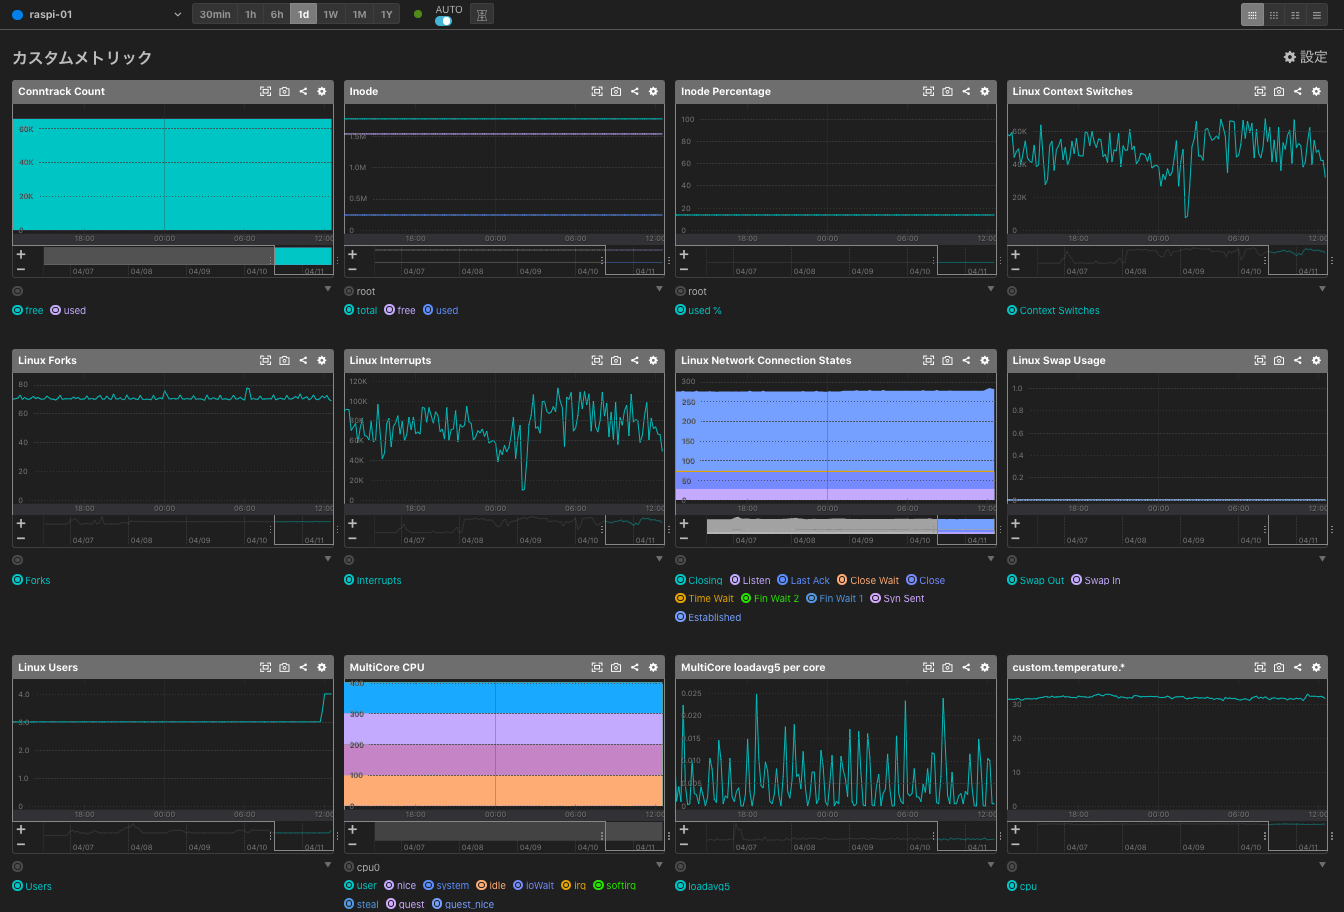 raspi-01 30min 1h 6h 1d 1W 1M 1Y AUTO
カスタムメトリック 設定
Conntrack Count
60K
40K
20K
0
18:00 00:00 06:00 12:00
+
−
04/07 04/08 04/09 04/10 04/11
free used
Inode
1.5M
1.0M
0.5M
0
18:00 00:00 06:00 12:00
+
−
04/07 04/08 04/09 04/10 04/11
root
total free used
Inode Percentage
100
80
60
40
20
0
18:00 00:00 06:00 12:00
+
−
04/07 04/08 04/09 04/10 04/11
root
used %
Linux Context Switches
60K
40K
20K
0
18:00 00:00 06:00 12:00
+
−
04/07 04/08 04/09 04/10 04/11
Context Switches
Linux Forks
80
60
40
20
0
18:00 00:00 06:00 12:00
+
−
04/07 04/08 04/09 04/10 04/11
Forks
Linux Interrupts
120K
100K
80K
60K
40K
20K
0
18:00 00:00 06:00 12:00
+
−
04/07 04/08 04/09 04/10 04/11
Interrupts
Linux Network Connection States
300
250
200
150
100
50
0
18:00 00:00 06:00 12:00
+
−
04/07 04/08 04/09 04/10 04/11
Closing Listen Last Ack Close Wait Close
Time Wait Fin Wait 2 Fin Wait 1 Syn Sent
Established
Linux Swap Usage
1.0
0.8
0.6
0.4
0.2
0
18:00 00:00 06:00 12:00
+
−
04/07 04/08 04/09 04/10 04/11
Swap Out Swap In
Linux Users
4.0
3.0
2.0
1.0
0
18:00 00:00 06:00 12:00
+
−
04/07 04/08 04/09 04/10 04/11
Users
MultiCore CPU
400
300
200
100
0
18:00 00:00 06:00 12:00
+
−
04/07 04/08 04/09 04/10 04/11
cpu0
user nice system idle ioWait irq softirq
steal guest guest_nice
MultiCore loadavg5 per core
0.025
0.020
0.015
0.010
0.005
0
18:00 00:00 06:00 12:00
+
−
04/07 04/08 04/09 04/10 04/11
loadavg5
custom.temperature.*
30
20
10
0
18:00 00:00 06:00 12:00
+
−
04/07 04/08 04/09 04/10 04/11
cpu